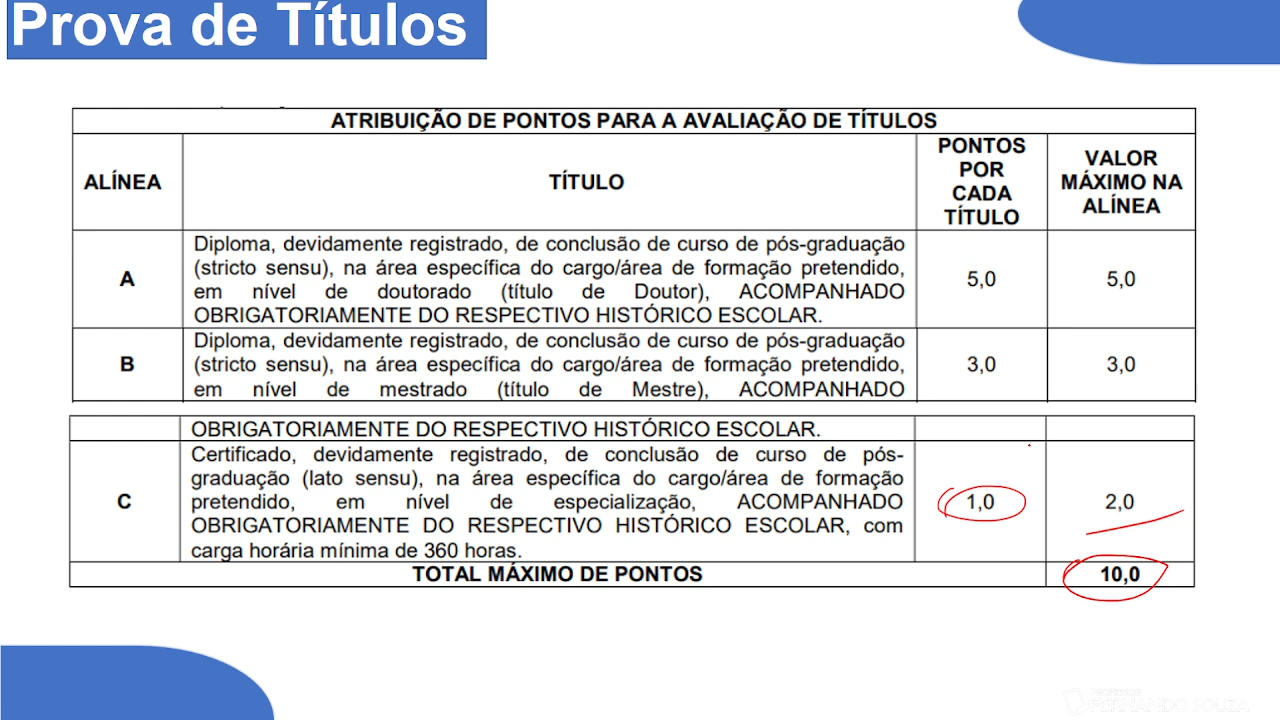 Prova de Títulos
ATRIBUIÇÃO DE PONTOS PARA A AVALIAÇÃO DE TÍTULOS
ALÍNEA
TÍTULO
PONTOS
POR
CADA
TÍTULO
VALOR
MÁXIMO NA
ALÍNEA
A
Diploma, devidamente registrado, de conclusão de curso de pós-graduação
(stricto sensu), na área específica do cargo/área de formação pretendido,
em nível de doutorado (título de Doutor), ACOMPANHADO
OBRIGATORIAMENTE DO RESPECTIVO HISTÓRICO ESCOLAR.
5,0
5,0
B
Diploma, devidamente registrado, de conclusão de curso de pós-graduação
(stricto sensu), na área específica do cargo/área de formação pretendido,
em nível de mestrado (título de Mestre), ACOMPANHADO
3,0
3,0
OBRIGATORIAMENTE DO RESPECTIVO HISTÓRICO ESCOLAR.
C
Certificado, devidamente registrado, de conclusão de curso de pós-
graduação (lato sensu), na área específica do cargo/área de formação
pretendido, em nível de especialização, ACOMPANHADO
OBRIGATORIAMENTE DO RESPECTIVO HISTÓRICO ESCOLAR, com
carga horária mínima de 360 horas.
1,0
2,0
TOTAL MÁXIMO DE PONTOS
10,0
PROFESSOR
FERNANDO SOUZA